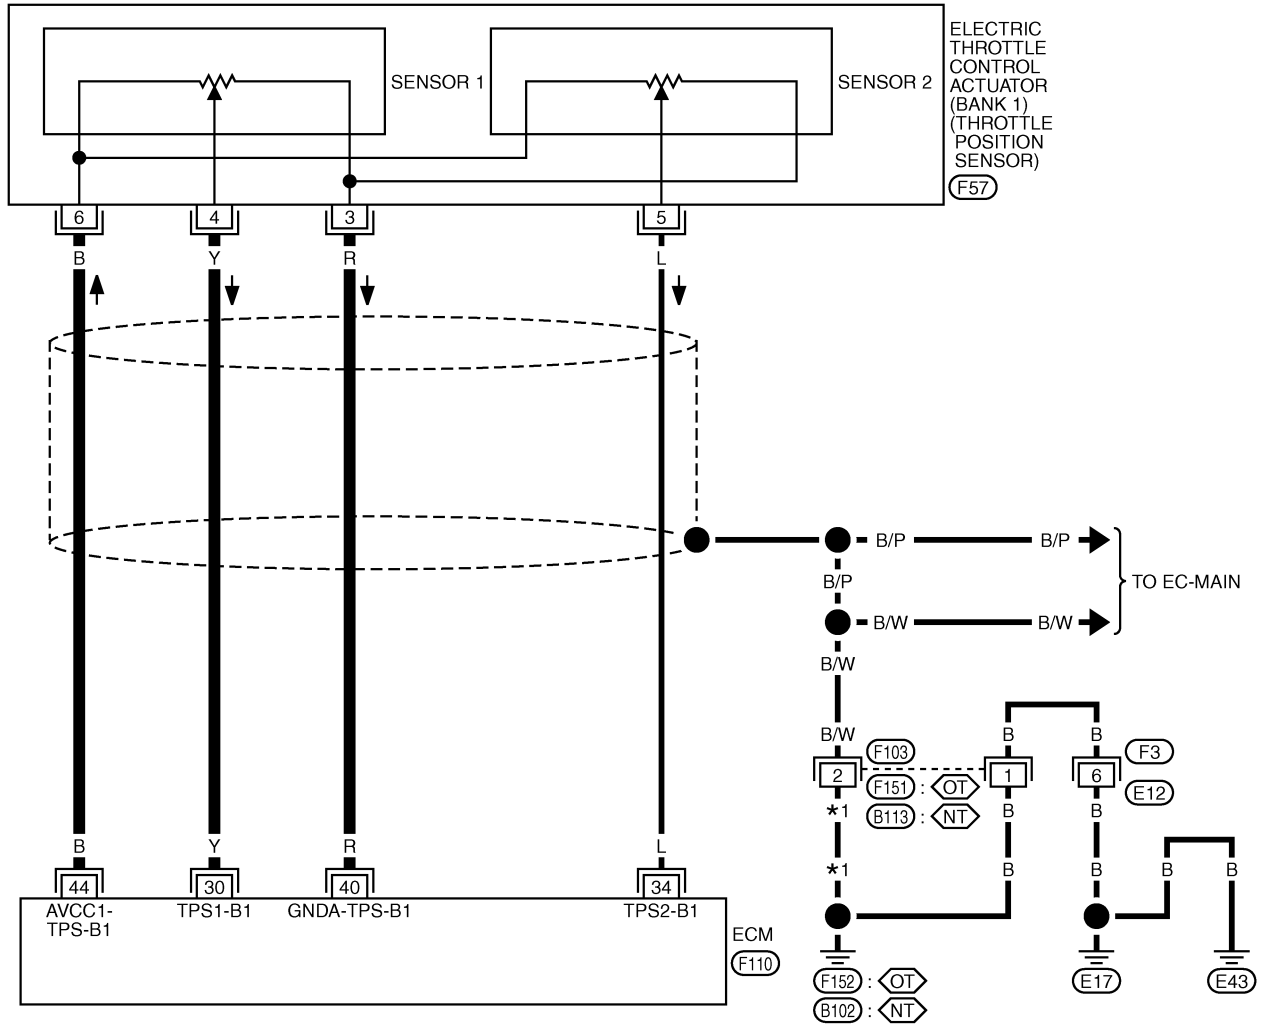 ELECTRIC
THROTTLE
CONTROL
ACTUATOR
(BANK 1)
(THROTTLE
POSITION
SENSOR)
F57
SENSOR 1
SENSOR 2
6 4 3 5
B Y R L
B/P B/P
TO EC-MAIN
B/P
B/W B/W
B/W
B/W B B
F103 F3
2 1 6
F151 : OT E12
*1 B B
B113 : NT
B Y R L
*1 B B B B
44 30 40 34
AVCC1-
TPS-B1
TPS1-B1 GNDA-TPS-B1 TPS2-B1
ECM
F110
F152 : OT E17 E43
B102 : NT